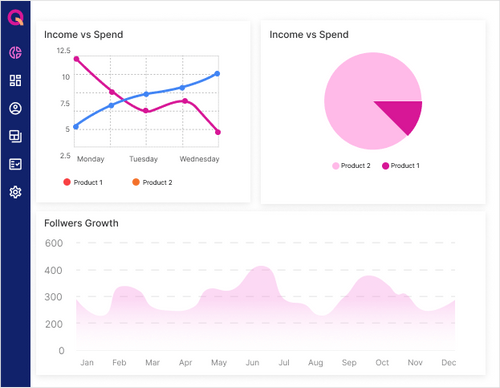 Income vs Spend
12.5
10
7.5
5
2.5
Monday Tuesday Wednesday
Product 1 Product 2
Income vs Spend
Product 2 Product 1
Follwers Growth
600
400
300
200
0
Jan Feb Mar Apr May Jun Jul Aug Sep Oct Nov Dec